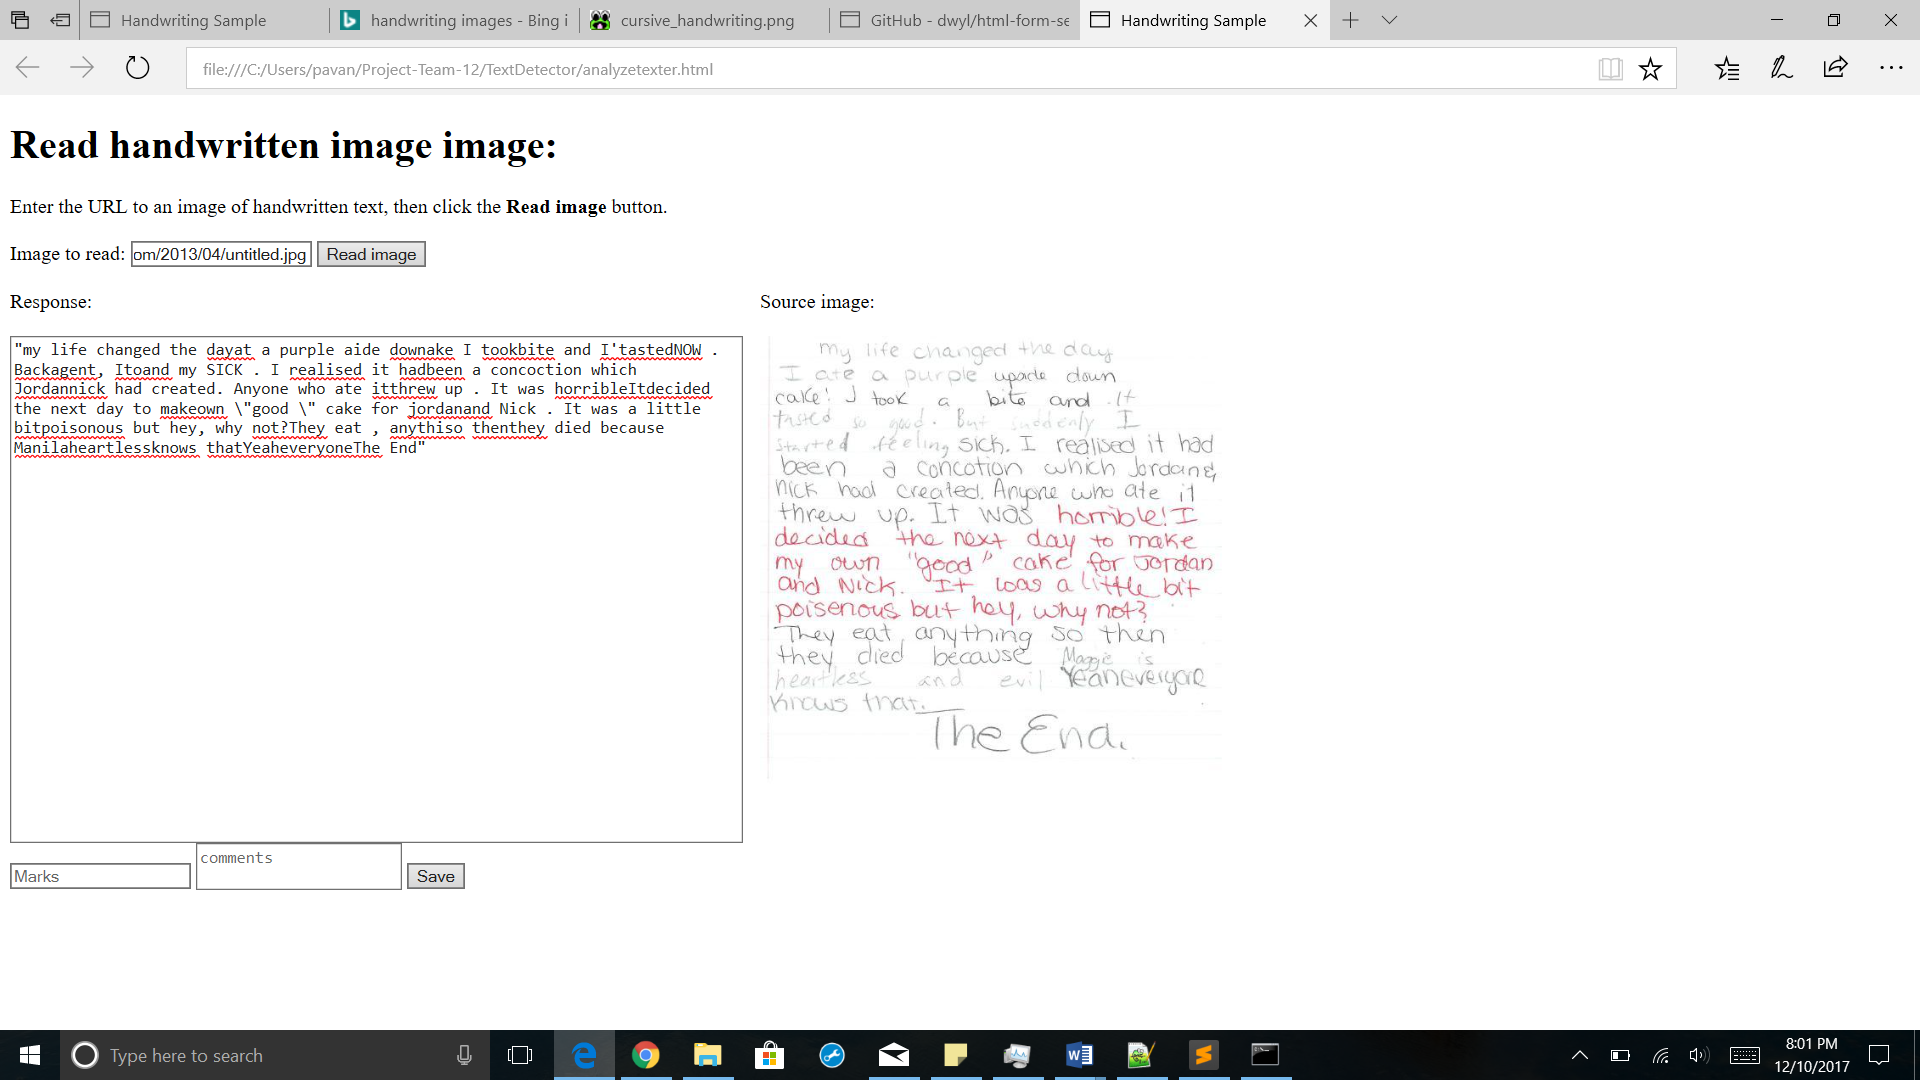 Handwriting Sample
handwriting images - Bing i
cursive_handwriting.png
GitHub - dwyl/html-form-se
Handwriting Sample
file:///C:/Users/pavan/Project-Team-12/TextDetector/analyzetexter.html
Read handwritten image image:
Enter the URL to an image of handwritten text, then click the Read image button.
Image to read: om/2013/04/untitled.jpg Read image
Response:
"my life changed the dayat a purple aide downake I tookbite and I'tastedNOW .
Backagent, Itoand my SICK . I realised it hadbeen a concoction which
Jordannick had created. Anyone who ate itthrew up . It was horribleItdecided
the next day to makeown \"good \" cake for jordanand Nick . It was a little
bitpoisonous but hey, why not?They eat , anythiso thenthey died because
Manilaheartlessknows thatYeaheveryoneThe End"
Source image:
my life changed the day
I ate a purple upside down
cake! I took a bite and It
tasted so good. But suddenly I
started feeling sick. I realised it had
been a concotion which Jordan &
Nick had created. Anyone who ate it
threw up. It was horrible! I
decided the next day to make
my own "good" cake for Jordan
and Nick. It was a little bit
poisenous but hey, why not?
They eat anything so then
they died because Maggie is
heartless and evil Yeah everyone
knows that.
The End.
Marks
comments
Save
Type here to search
8:01 PM
12/10/2017